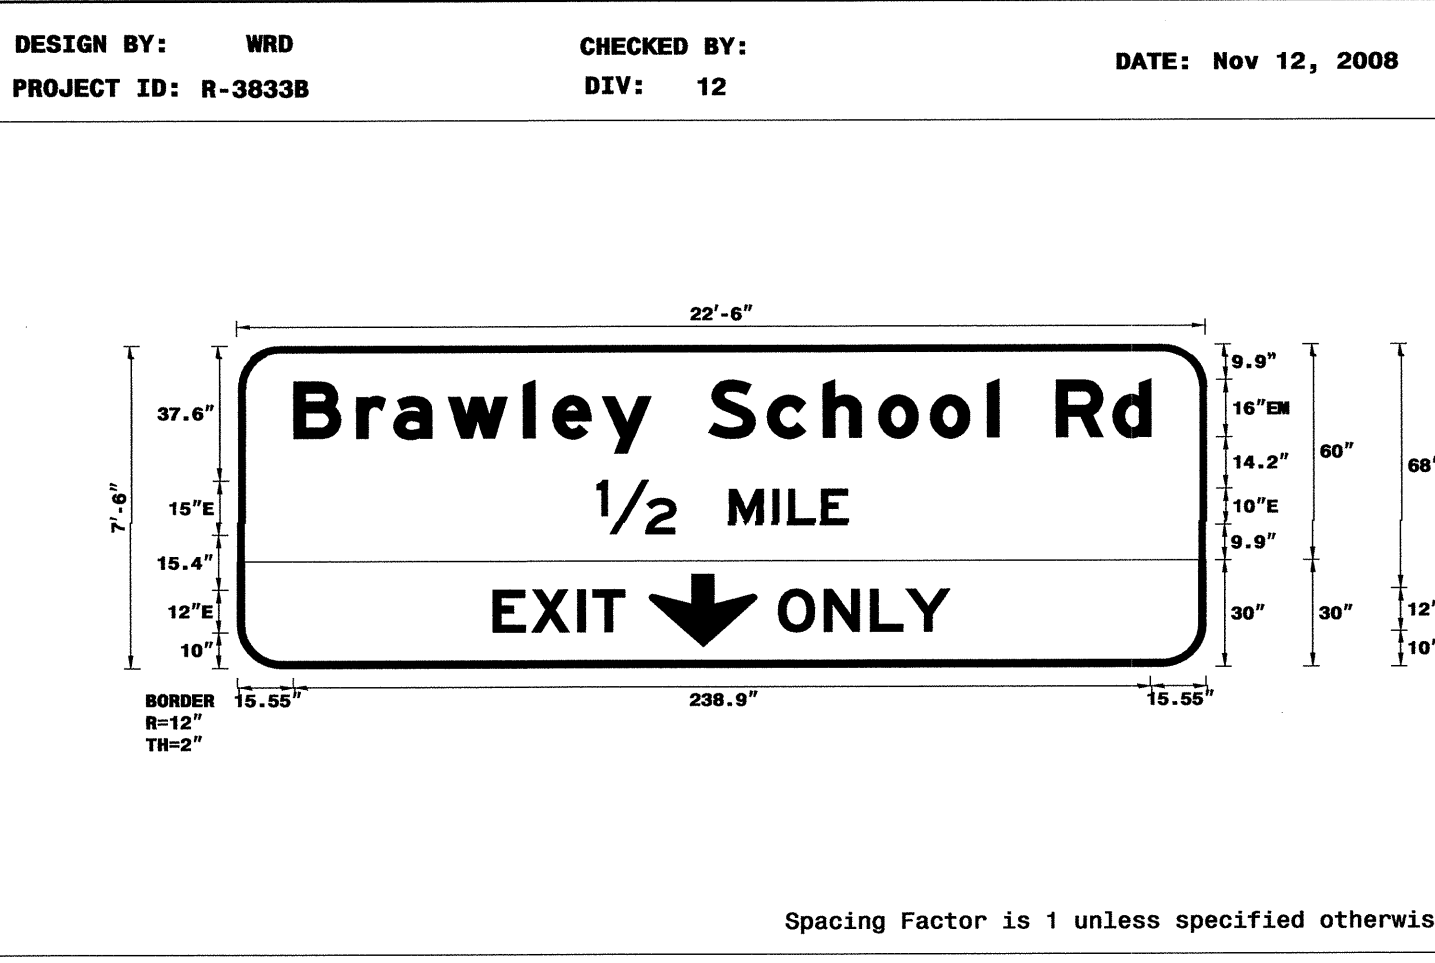 DESIGN BY: WRD
CHECKED BY:
DATE: Nov 12, 2008
PROJECT ID: R-3833B
DIV: 12
22'-6"
7'-6"
37.6"
15"E
15.4"
12"E
10"
Brawley School Rd
1/2 MILE
EXIT ONLY
9.9"
16"EM
14.2"
10"E
9.9"
30"
60"
30"
68"
12"
10"
BORDER
R=12"
TH=2"
15.55"
238.9"
15.55"
Spacing Factor is 1 unless specified otherwis